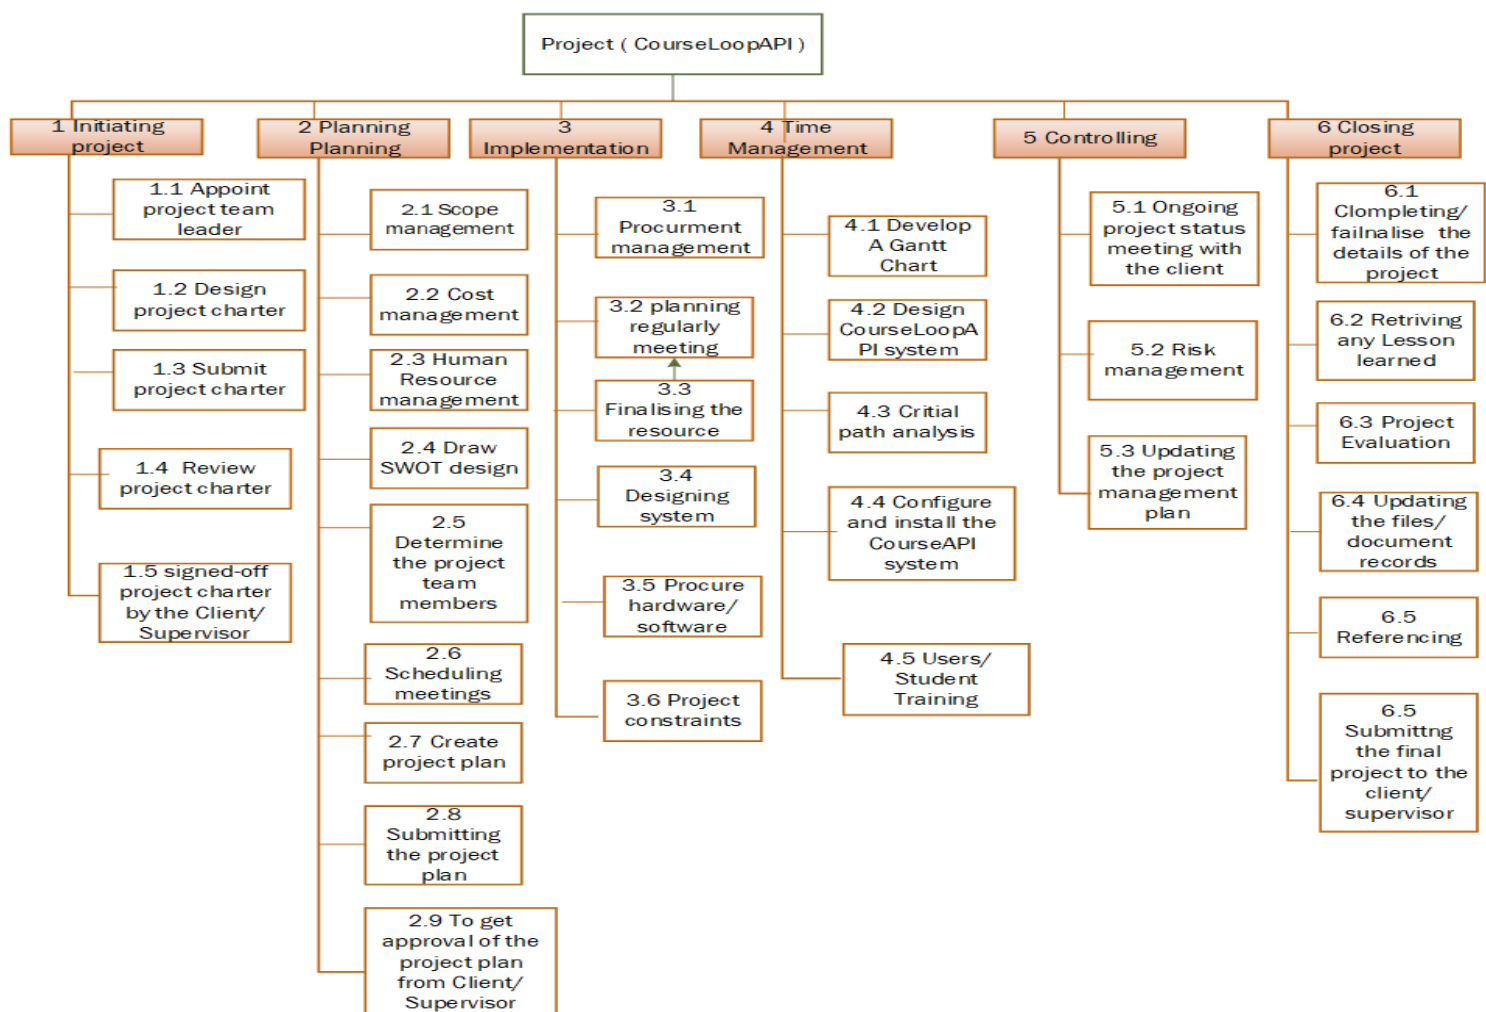 Project ( CourseLoopAPI )
1 Initiating
project
2 Planning
Planning
3
Implementation
4 Time
Management
5 Controlling
6 Closing
project
1.1 Appoint
project team
leader
1.2 Design
project charter
1.3 Submit
project charter
1.4 Review
project charter
1.5 signed-off
project charter
by the Client/
Supervisor
2.1 Scope
management
2.2 Cost
management
2.3 Human
Resource
management
2.4 Draw
SWOT design
2.5
Determine
the project
team
members
2.6
Scheduling
meetings
2.7 Create
project plan
2.8
Submitting
the project
plan
2.9 To get
approval of the
project plan
from Client/
Supervisor
3.1
Procurment
management
3.2 planning
regularly
meeting
3.3
Finalising the
resource
3.4
Designing
system
3.5 Procure
hardware/
software
3.6 Project
constraints
4.1 Develop
A Gantt
Chart
4.2 Design
CourseLoopA
PI system
4.3 Critial
path analysis
4.4 Configure
and install the
CourseAPI
system
4.5 Users/
Student
Training
5.1 Ongoing
project status
meeting with
the client
5.2 Risk
management
5.3 Updating
the project
management
plan
6.1
Clompleting/
failnalise the
details of the
project
6.2 Retriving
any Lesson
learned
6.3 Project
Evaluation
6.4 Updating
the files/
document
records
6.5
Referencing
6.5
Submittng
the final
project to the
client/
supervisor